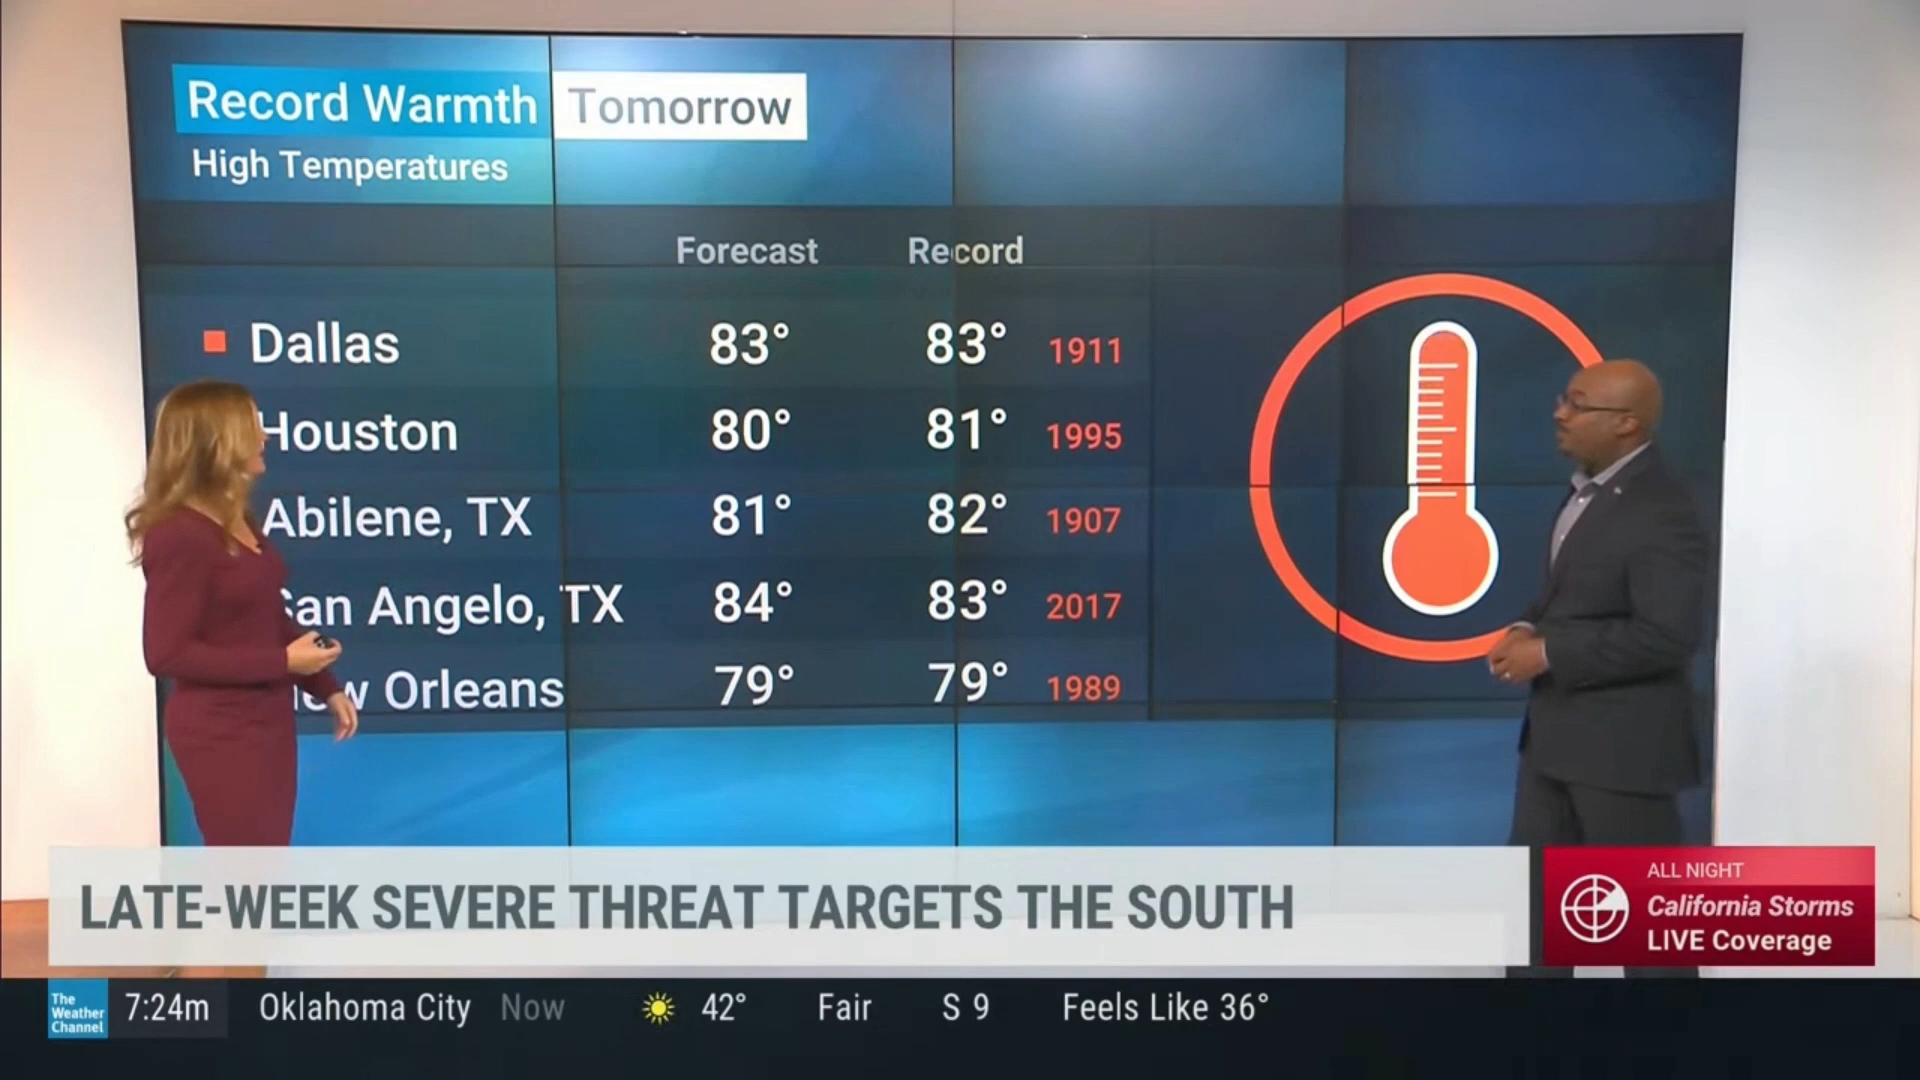 Record Warmth Tomorrow
High Temperatures
Forecast Record
Dallas 83° 83° 1911
Houston 80° 81° 1995
Abilene, TX 81° 82° 1907
San Angelo, TX 84° 83° 2017
New Orleans 79° 79° 1989
LATE-WEEK SEVERE THREAT TARGETS THE SOUTH
ALL NIGHT
California Storms
LIVE Coverage
The
Weather
Channel
7:24m Oklahoma City Now 42° Fair S 9 Feels Like 36°